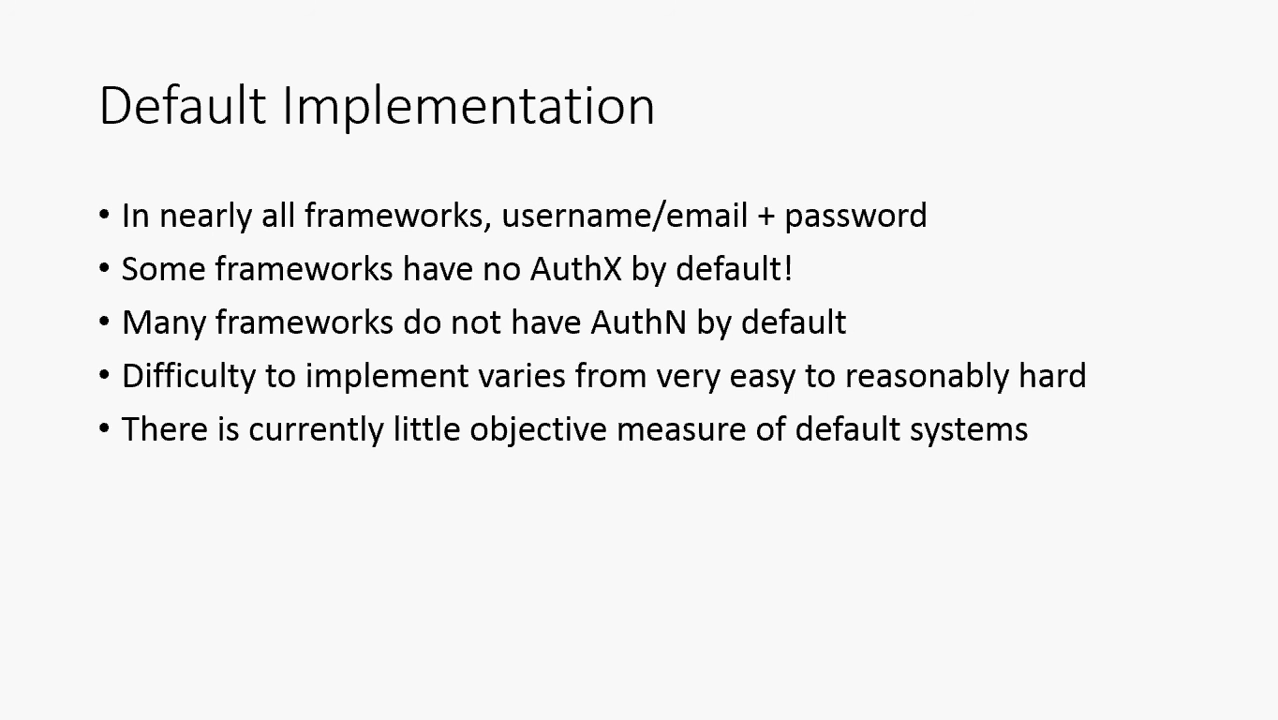 Default Implementation
• In nearly all frameworks, username/email + password
• Some frameworks have no AuthX by default!
• Many frameworks do not have AuthN by default
• Difficulty to implement varies from very easy to reasonably hard
• There is currently little objective measure of default systems